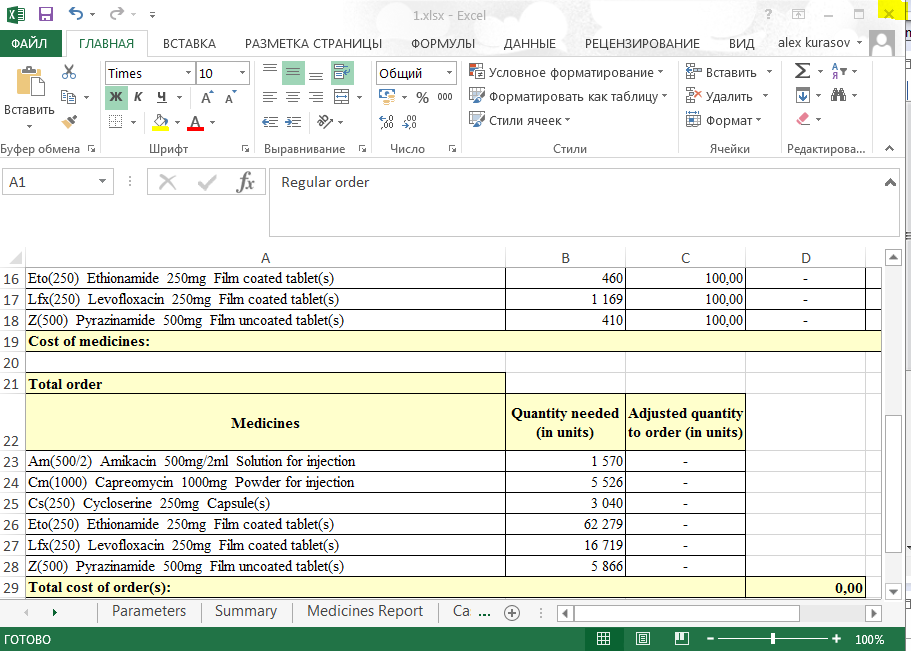 1.xlsx - Excel
?
ФАЙЛ ГЛАВНАЯ ВСТАВКА РАЗМЕТКА СТРАНИЦЫ ФОРМУЛЫ ДАННЫЕ РЕЦЕНЗИРОВАНИЕ ВИД alex kurasov
Times 10 Общий Условное форматирование Вставить
Вставить Ж К Ч % 000 Форматировать как таблицу Удалить
А Стили ячеек Формат
Буфер обмена Шрифт Выравнивание Число Стили Ячейки Редактирова...
A1 fx Regular order
A B C D
16 Eto(250) Ethionamide 250mg Film coated tablet(s) 460 100,00 -
17 Lfx(250) Levofloxacin 250mg Film coated tablet(s) 1 169 100,00 -
18 Z(500) Pyrazinamide 500mg Film uncoated tablet(s) 410 100,00 -
19 Cost of medicines:
20
21 Total order
22 Medicines Quantity needed (in units) Adjusted quantity to order (in units)
23 Am(500/2) Amikacin 500mg/2ml Solution for injection 1 570 -
24 Cm(1000) Capreomycin 1000mg Powder for injection 5 526 -
25 Cs(250) Cycloserine 250mg Capsule(s) 3 040 -
26 Eto(250) Ethionamide 250mg Film coated tablet(s) 62 279 -
27 Lfx(250) Levofloxacin 250mg Film coated tablet(s) 16 719 -
28 Z(500) Pyrazinamide 500mg Film uncoated tablet(s) 5 866 -
29 Total cost of order(s): 0,00
Parameters Summary Medicines Report Ca ...
ГОТОВО 100%